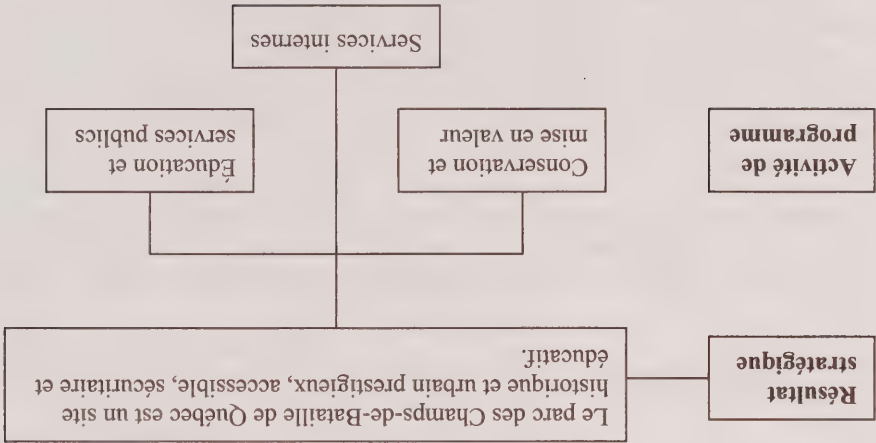 Résultat
stratégique
Le parc des Champs-de-Bataille de Québec est un site
historique et urbain prestigieux, accessible, sécuritaire et
éducatif.
Activité de
programme
Conservation et
mise en valeur
Éducation et
services publics
Services internes